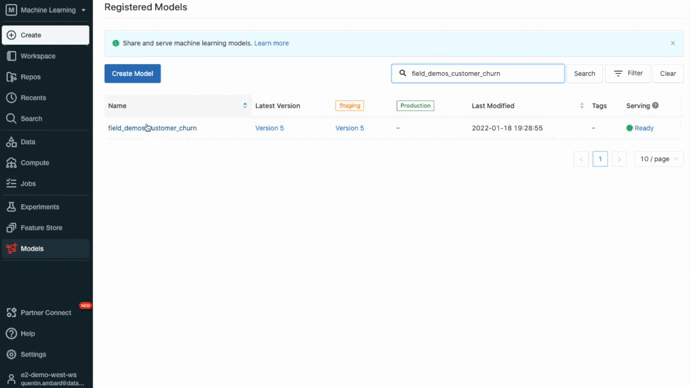 M Machine Learning
Registered Models
Create
Share and serve machine learning models. Learn more
Workspace
Repos
Create Model
field_demos_customer_churn
Search
Filter
Clear
Recents
Name
Latest Version
Staging
Production
Last Modified
Tags
Serving
Search
field_demos_customer_churn
Version 5
Version 5
–
2022-01-18 19:28:55
–
Ready
Data
Compute
1
10 / page
Jobs
Experiments
Feature Store
Models
Partner Connect
NEW
Help
Settings
e2-demo-west-ws
quentin.ambard@data...